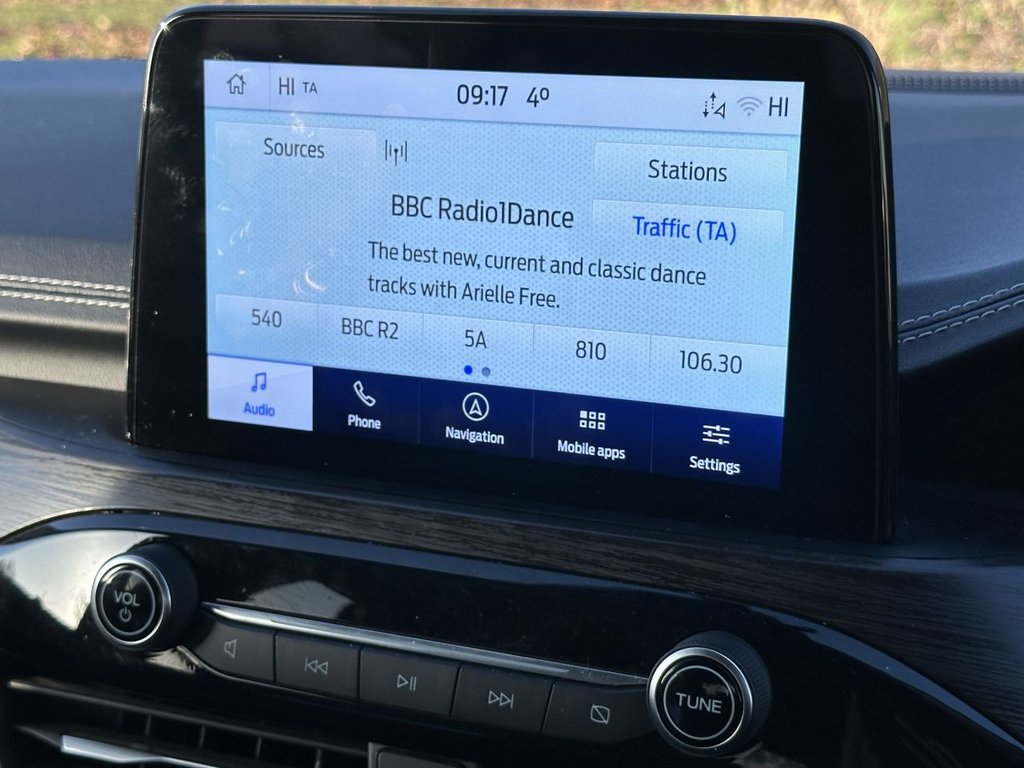 HI TA 09:17 4º HI
Sources
Stations
BBC Radio1Dance
Traffic (TA)
The best new, current and classic dance
tracks with Arielle Free.
540 BBC R2 5A 810 106.30
Audio Phone Navigation Mobile apps Settings
VOL
TUNE